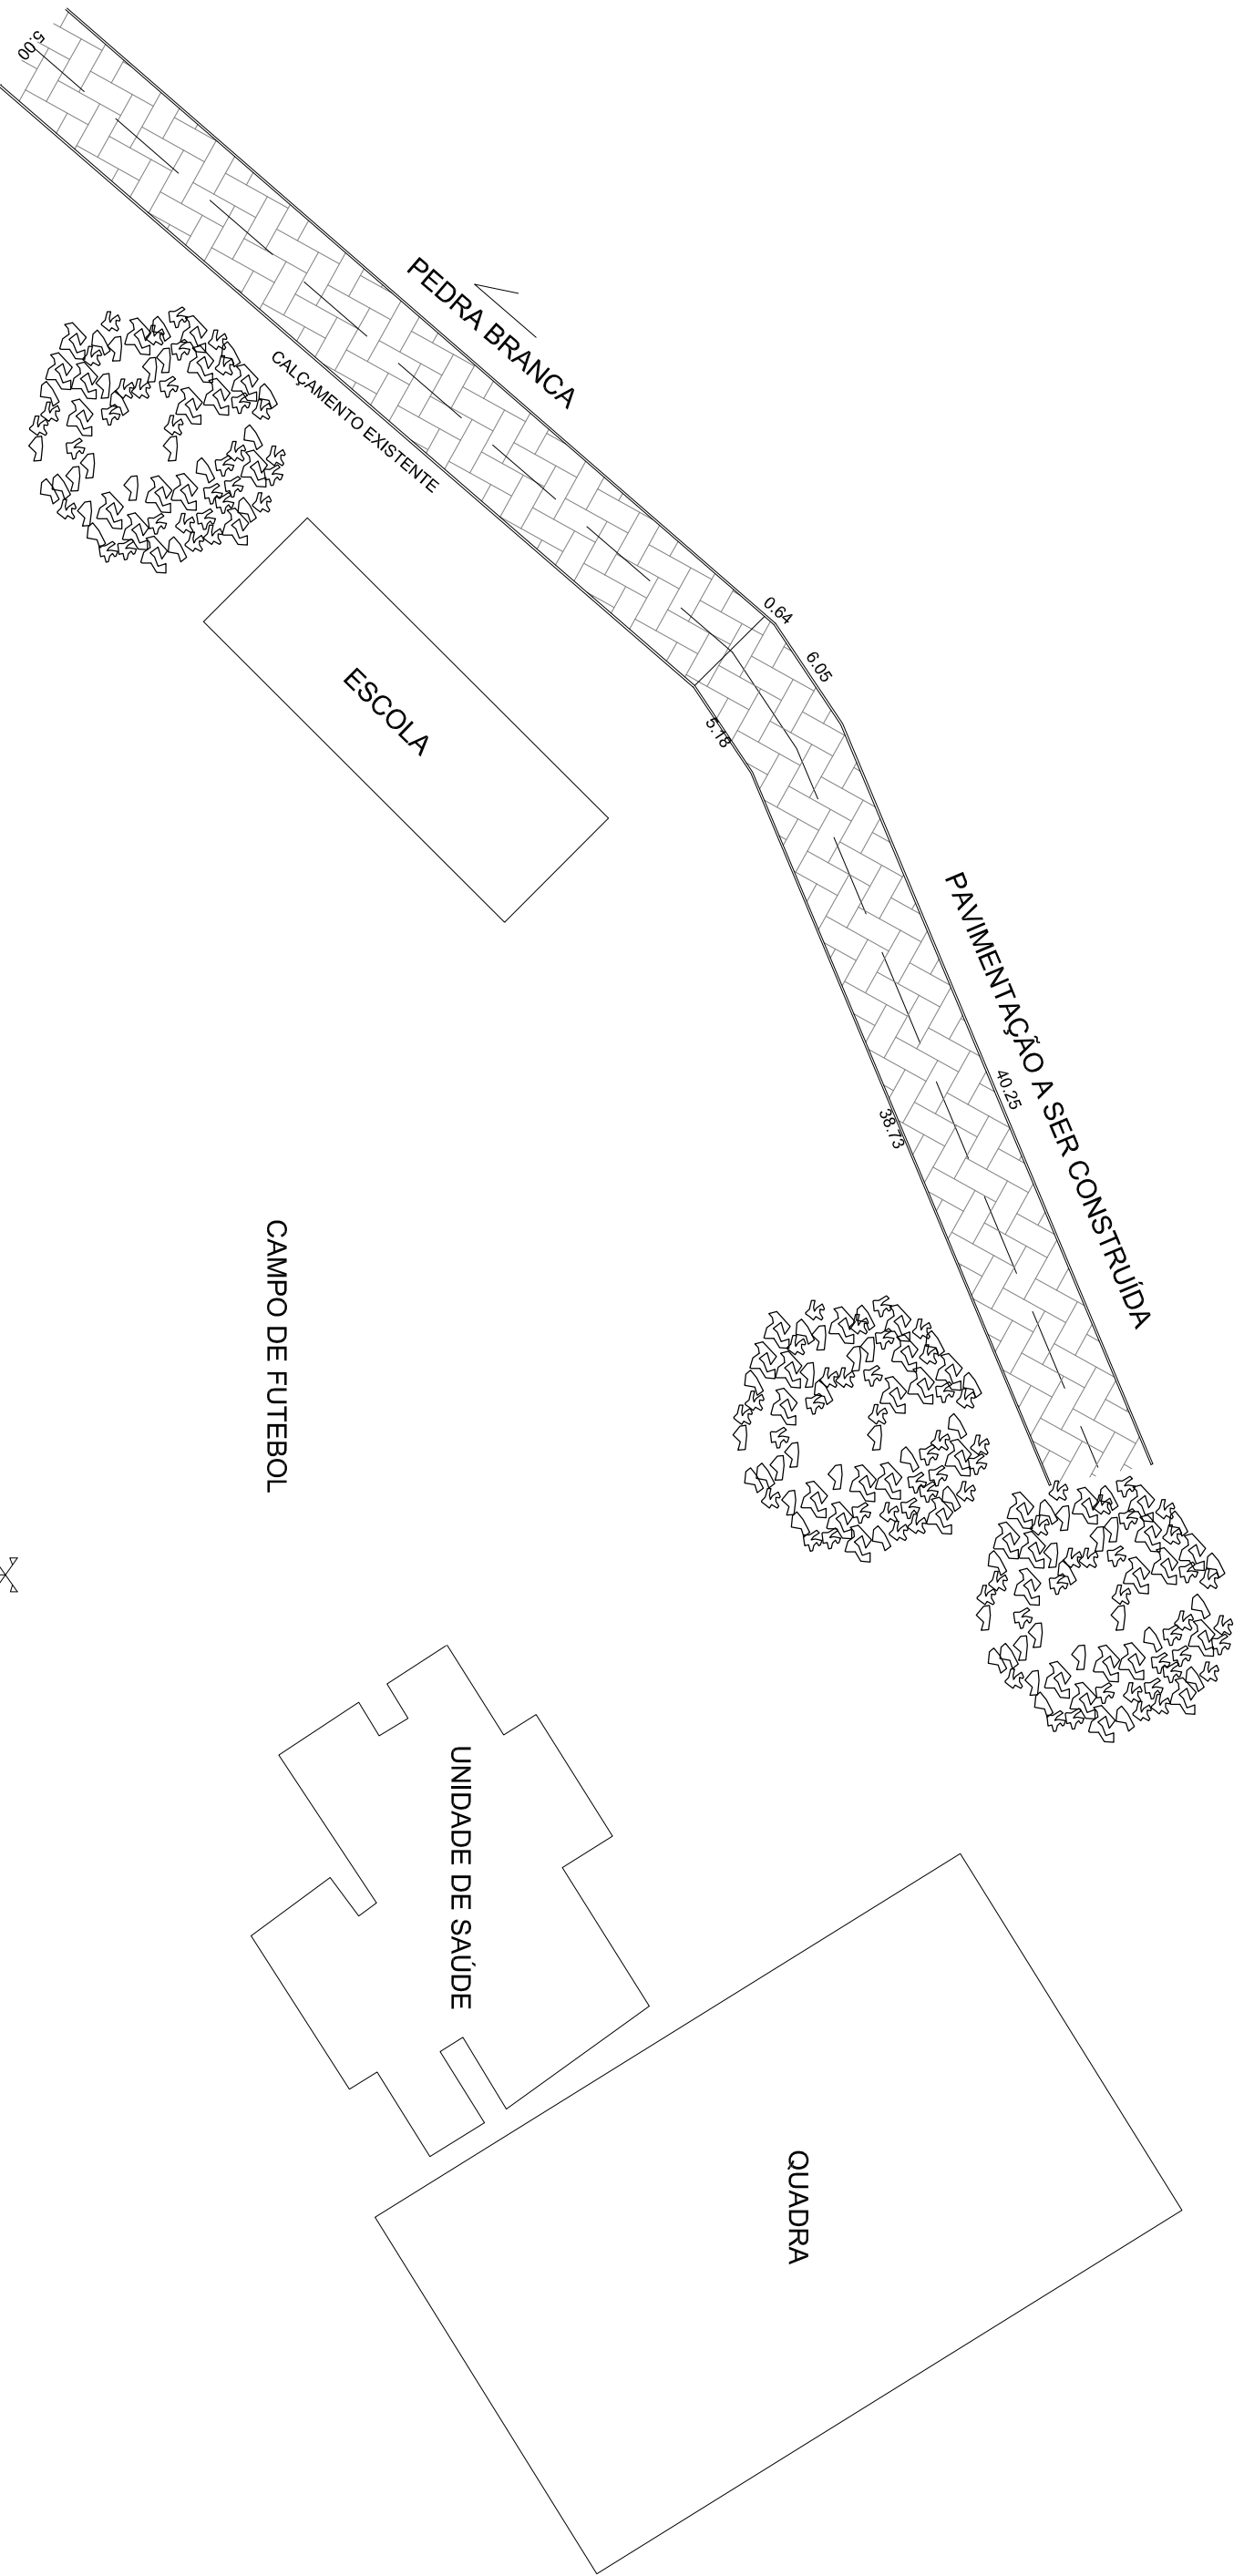 5.00
PEDRA BRANCA
CALÇAMENTO EXISTENTE
0.64
6.05
5.18
ESCOLA
PAVIMENTAÇÃO A SER CONSTRUÍDA
40.25
38.73
CAMPO DE FUTEBOL
UNIDADE DE SAÚDE
QUADRA